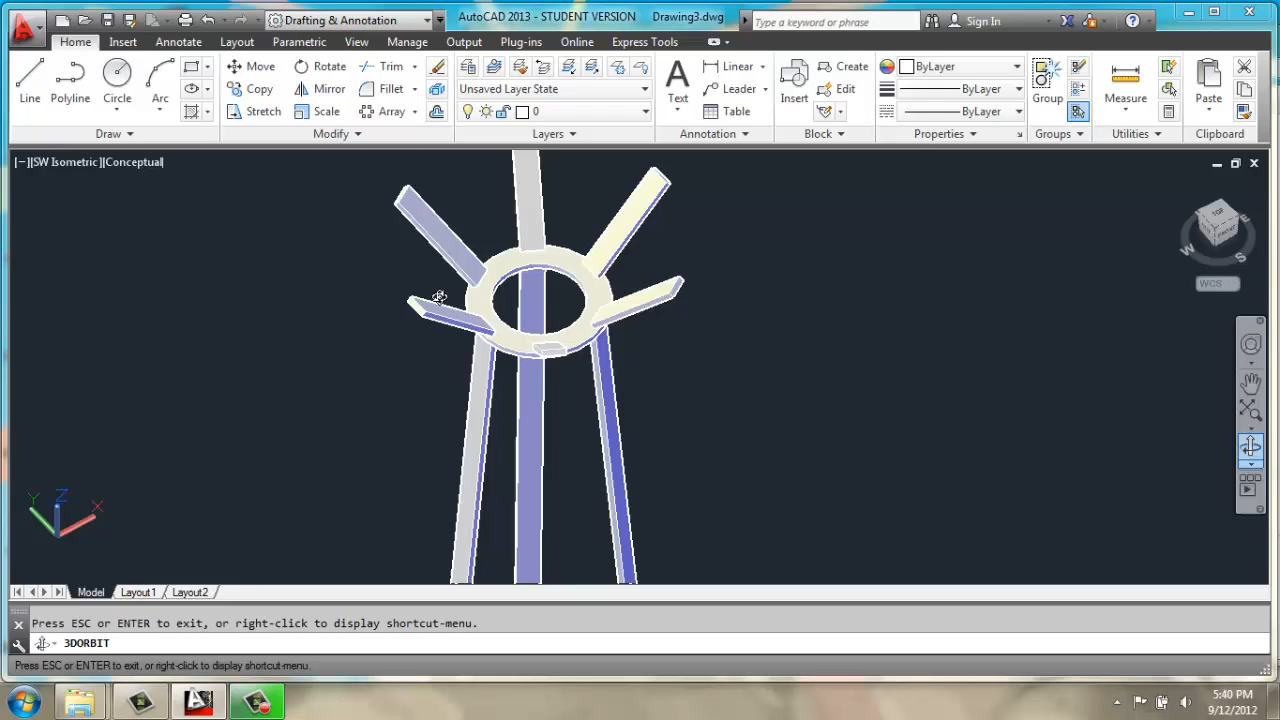 Drafting & Annotation
AutoCAD 2013 - STUDENT VERSION Drawing3.dwg
Type a keyword or phrase
Sign In
Home Insert Annotate Layout Parametric View Manage Output Plug-ins Online Express Tools
Line Polyline Circle Arc
Move Rotate Trim
Copy Mirror Fillet
Stretch Scale Array
Unsaved Layer State
0
Text
Linear
Leader
Table
Insert
Create
Edit
ByLayer
ByLayer
ByLayer
Group
Measure
Paste
Draw Modify Layers Annotation Block Properties Groups Utilities Clipboard
[−][SW Isometric][Conceptual]
TOP
FRONT
W
S
E
WCS
Y Z X
Model Layout1 Layout2
Press ESC or ENTER to exit, or right-click to display shortcut-menu.
3DORBIT
Press ESC or ENTER to exit, or right-click to display shortcut-menu.
5:40 PM
9/12/2012